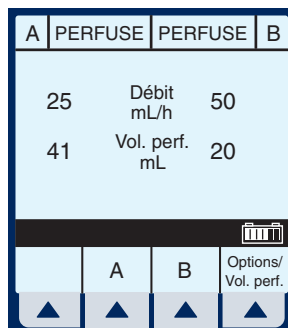 A PERFUSE PERFUSE B
25 Débit mL/h 50
41 Vol. perf. mL 20
A B Options/
Vol. perf.